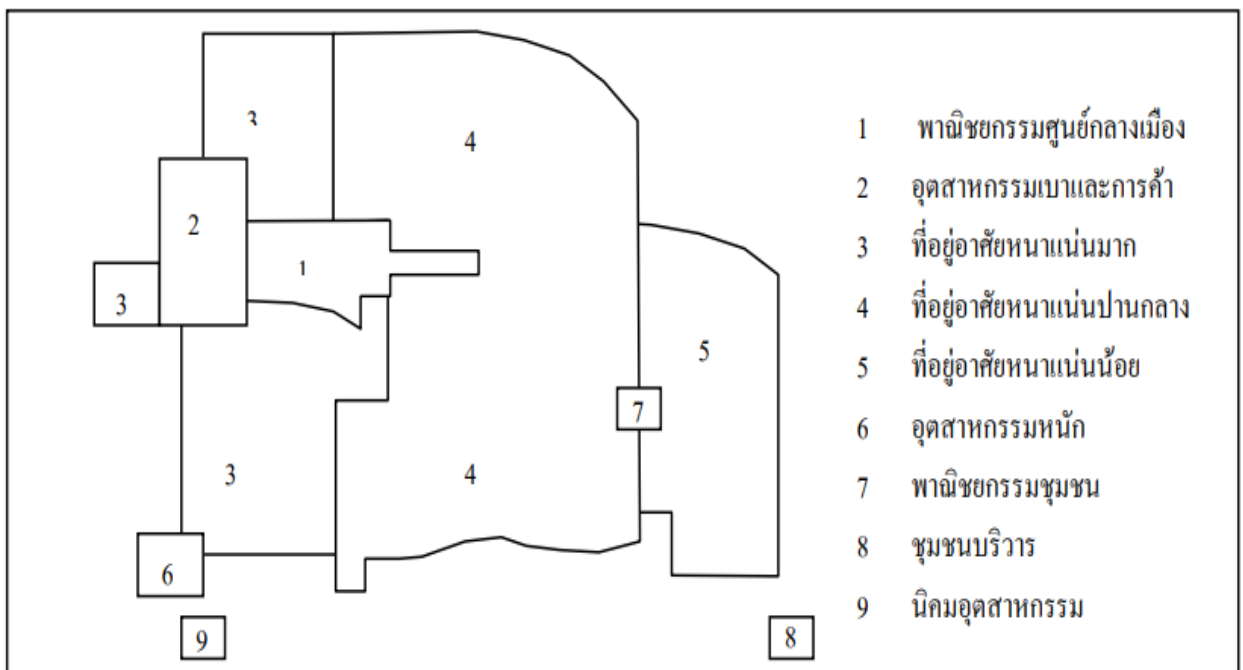 3
4
2
1
3
5
7
3
4
6
9
8
1 พาณิชยกรรมศูนย์กลางเมือง
2 อุตสาหกรรมเบาและการค้า
3 ที่อยู่อาศัยหนาแน่นมาก
4 ที่อยู่อาศัยหนาแน่นปานกลาง
5 ที่อยู่อาศัยหนาแน่นน้อย
6 อุตสาหกรรมหนัก
7 พาณิชยกรรมชุมชน
8 ชุมชนบริวาร
9 นิคมอุตสาหกรรม